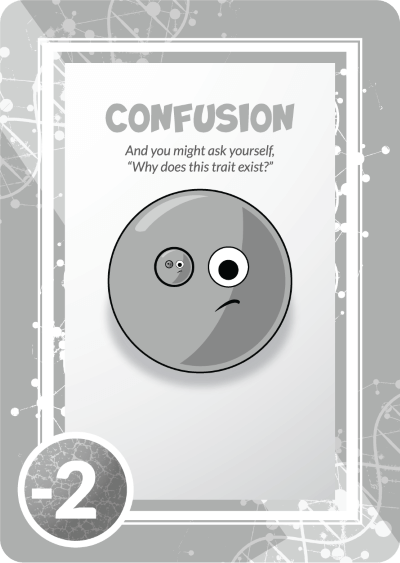 CONFUSION
And you might ask yourself,
“Why does this trait exist?”
-2